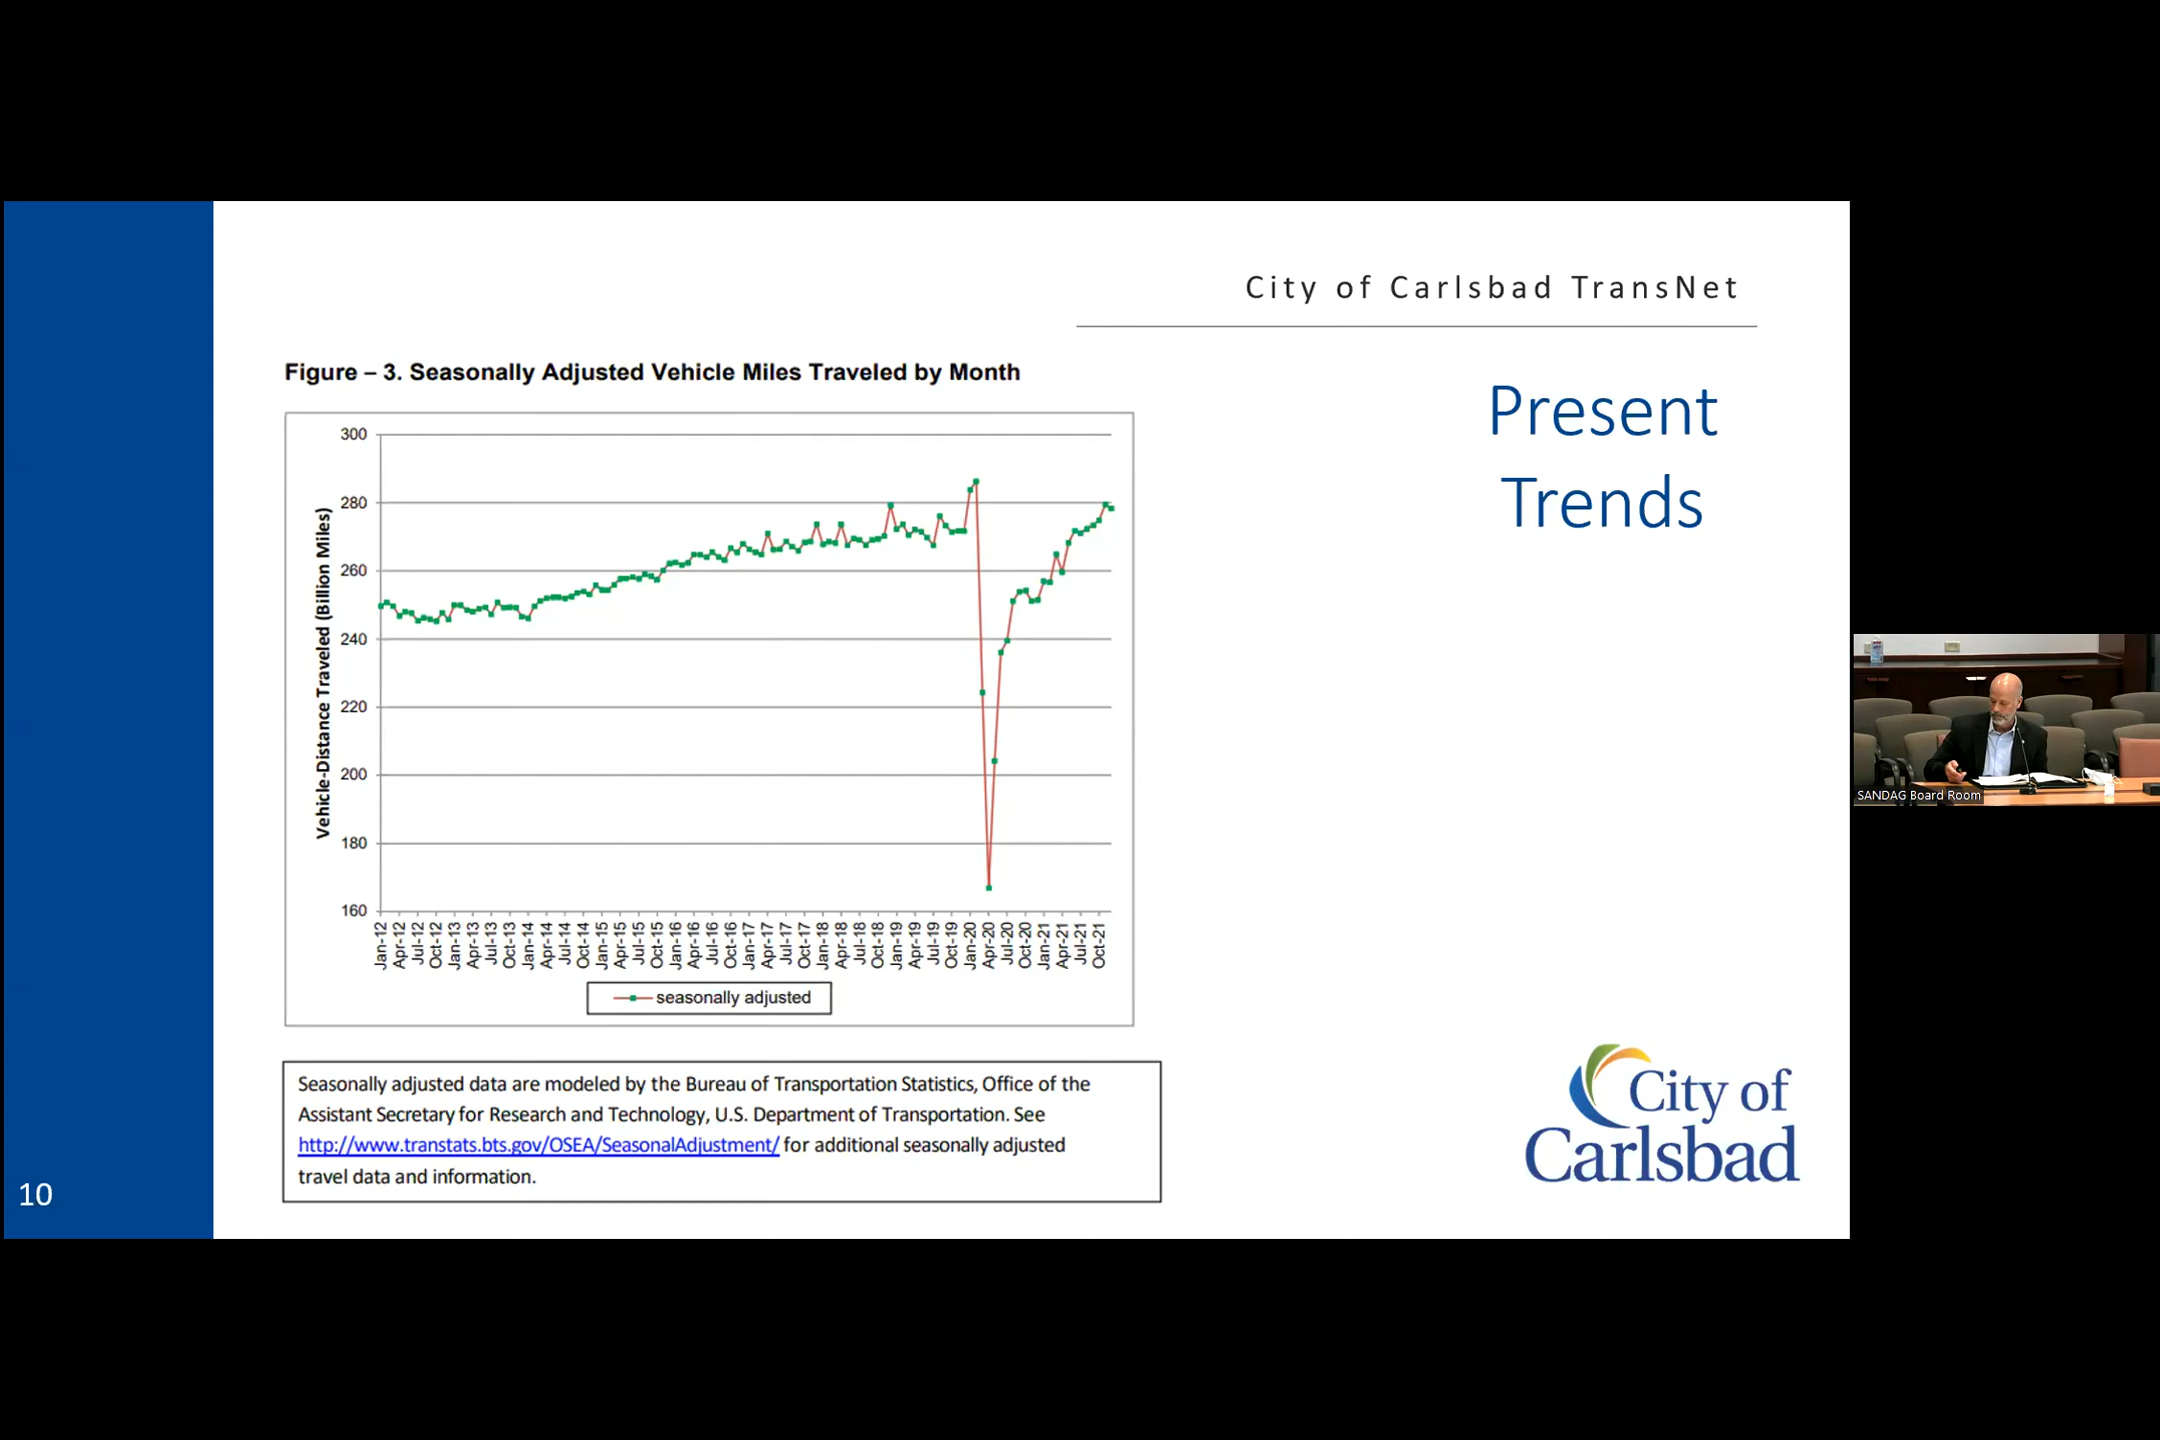 City of Carlsbad TransNet
Present
Trends
Figure – 3. Seasonally Adjusted Vehicle Miles Traveled by Month
Vehicle-Distance Traveled (Billion Miles)
300
280
260
240
220
200
180
160
Jan-12 Apr-12 Jul-12 Oct-12 Jan-13 Apr-13 Jul-13 Oct-13 Jan-14 Apr-14 Jul-14 Oct-14 Jan-15 Apr-15 Jul-15 Oct-15 Jan-16 Apr-16 Jul-16 Oct-16 Jan-17 Apr-17 Jul-17 Oct-17 Jan-18 Apr-18 Jul-18 Oct-18 Jan-19 Apr-19 Jul-19 Oct-19 Jan-20 Apr-20 Jul-20 Oct-20 Jan-21 Apr-21 Jul-21 Oct-21
seasonally adjusted
Seasonally adjusted data are modeled by the Bureau of Transportation Statistics, Office of the
Assistant Secretary for Research and Technology, U.S. Department of Transportation. See
http://www.transtats.bts.gov/OSEA/SeasonalAdjustment/ for additional seasonally adjusted
travel data and information.
10
City of
Carlsbad
SANDAG Board Room